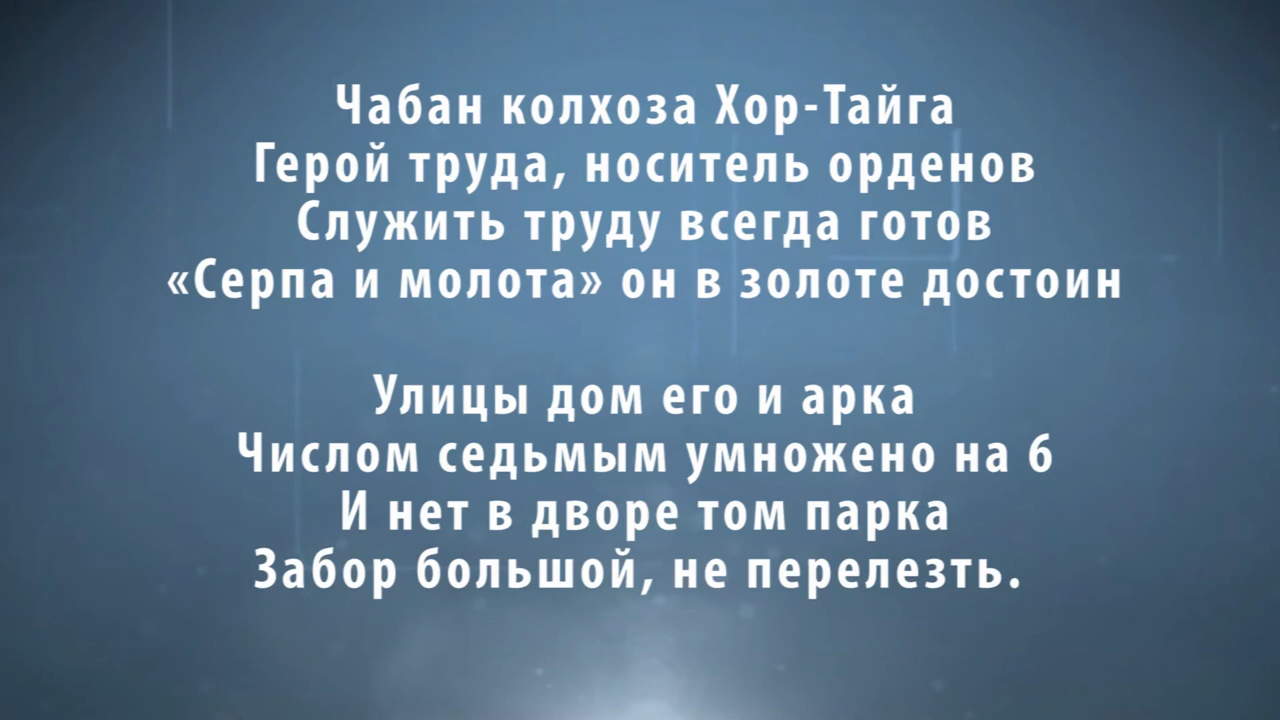 Чабан колхоза Хор-Тайга
Герой труда, носитель орденов
Служить труду всегда готов
«Серпа и молота» он в золоте достоин
Улицы дом его и арка
Числом седьмым умножено на 6
И нет в дворе том парка
Забор большой, не перелезть.